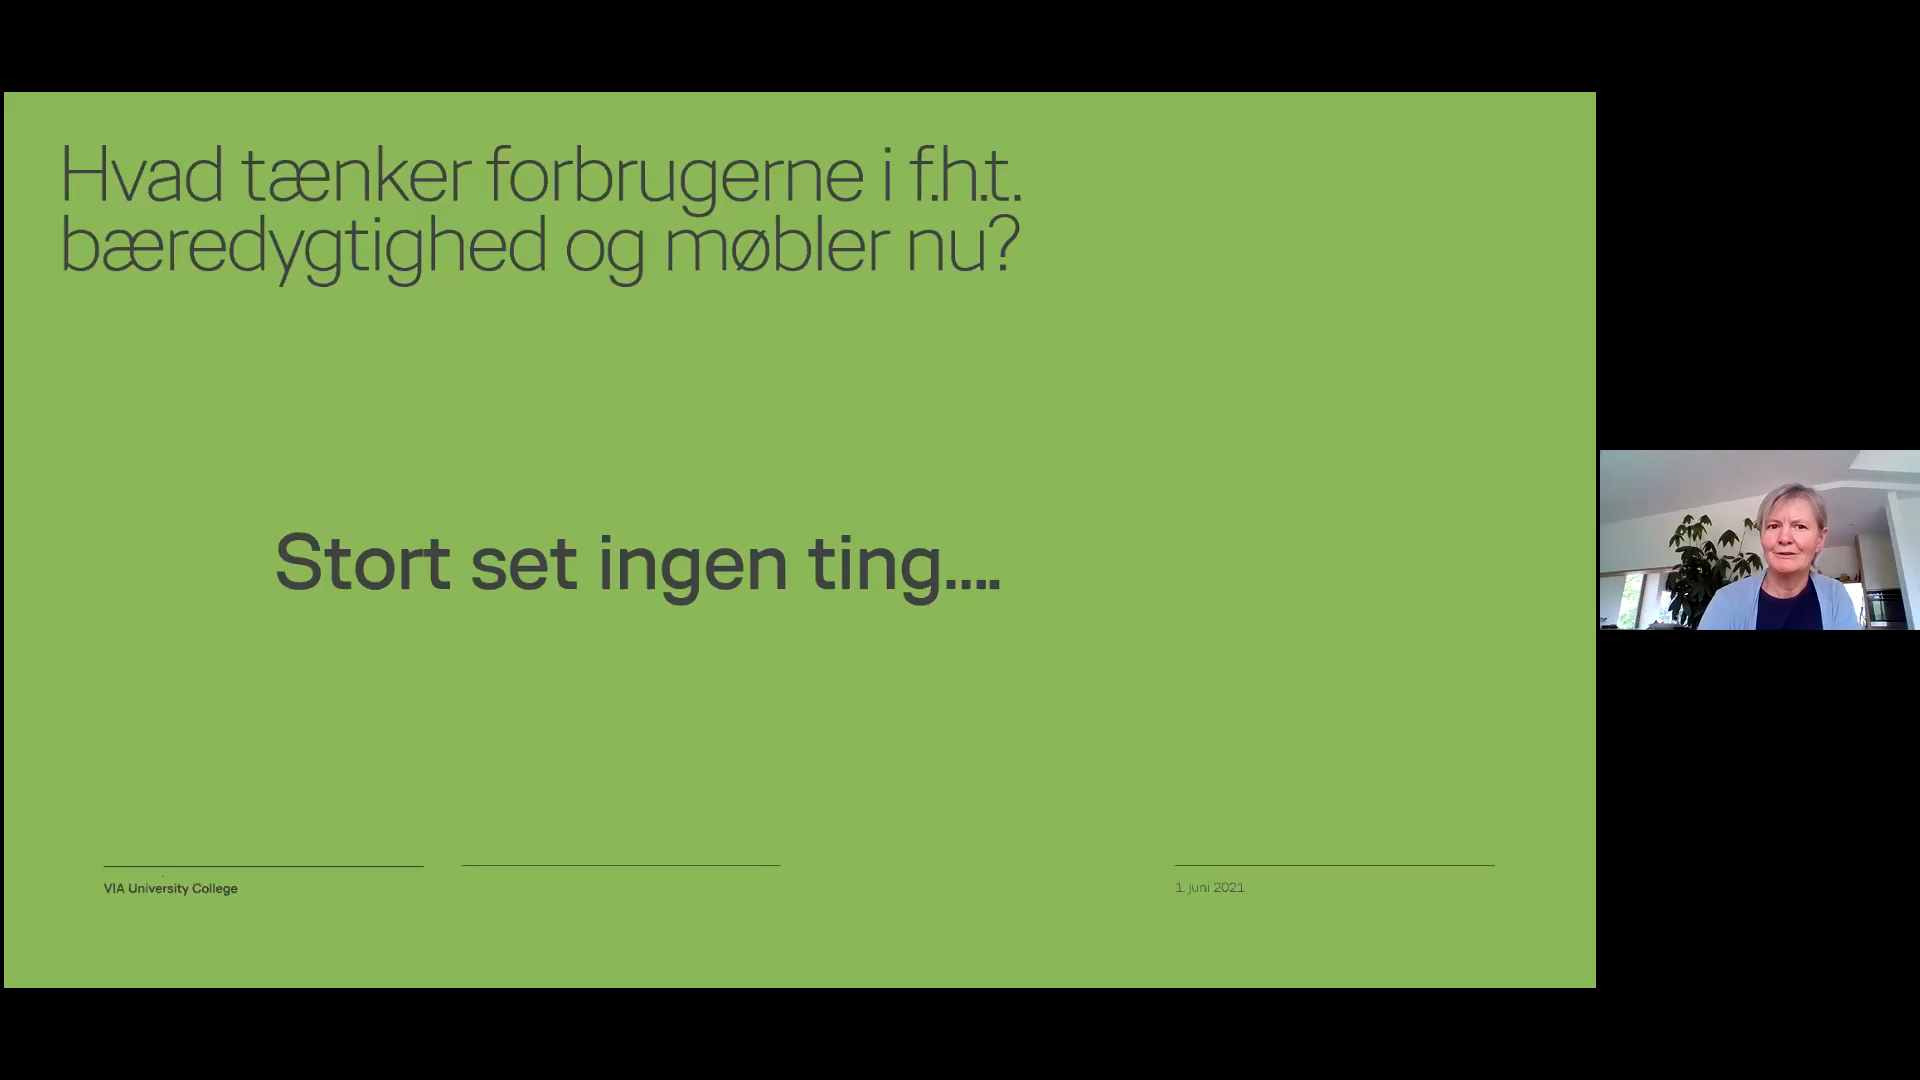 Hvad tænker forbrugerne i f.h.t.
bæredygtighed og møbler nu?
Stort set ingen ting....
VIA University College
1. juni 2021